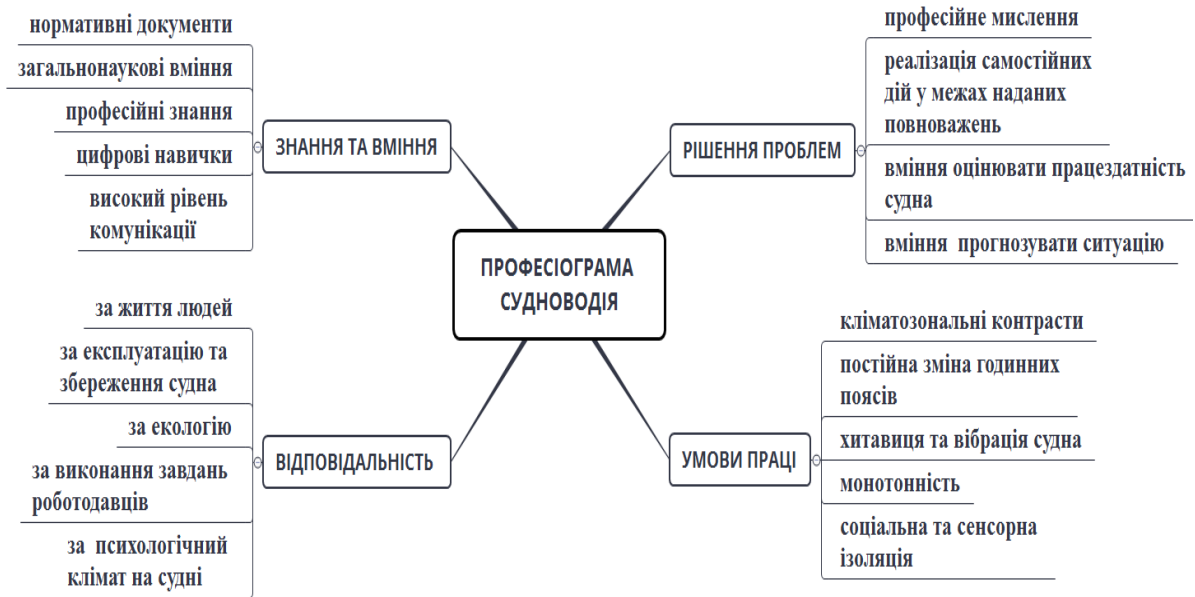 ПРОФЕСІОГРАМА
СУДНОВОДІЯ
ЗНАННЯ ТА ВМІННЯ
нормативні документи
загальнонаукові вміння
професійні знання
цифрові навички
високий рівень
комунікації
ВІДПОВІДАЛЬНІСТЬ
за життя людей
за експлуатацію та
збереження судна
за екологію
за виконання завдань
роботодавців
за психологічний
клімат на судні
РІШЕННЯ ПРОБЛЕМ
професійне мислення
реалізація самостійних
дій у межах наданих
повноважень
вміння оцінювати працездатність
судна
вміння прогнозувати ситуацію
УМОВИ ПРАЦІ
кліматозональні контрасти
постійна зміна годинних
поясів
хитавиця та вібрація судна
монотонність
соціальна та сенсорна
ізоляція